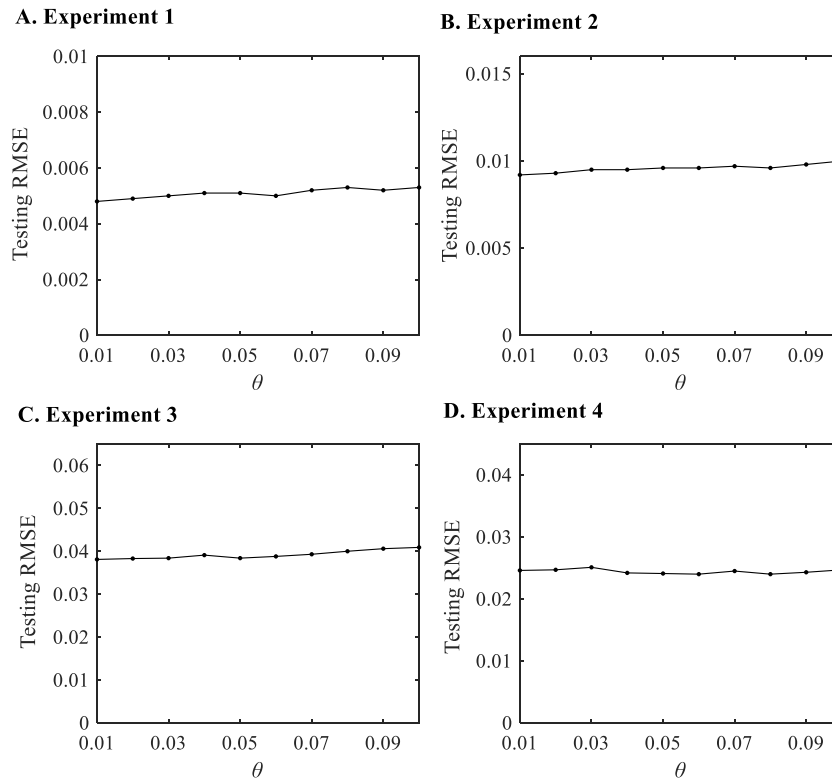 A. Experiment 1
0.01
0.008
0.006
0.004
0.002
0
Testing RMSE
0.01 0.03 0.05 0.07 0.09
θ
B. Experiment 2
0.015
0.01
0.005
0
Testing RMSE
0.01 0.03 0.05 0.07 0.09
θ
C. Experiment 3
0.06
0.05
0.04
0.03
0.02
0.01
0
Testing RMSE
0.01 0.03 0.05 0.07 0.09
θ
D. Experiment 4
0.04
0.03
0.02
0.01
0
Testing RMSE
0.01 0.03 0.05 0.07 0.09
θ